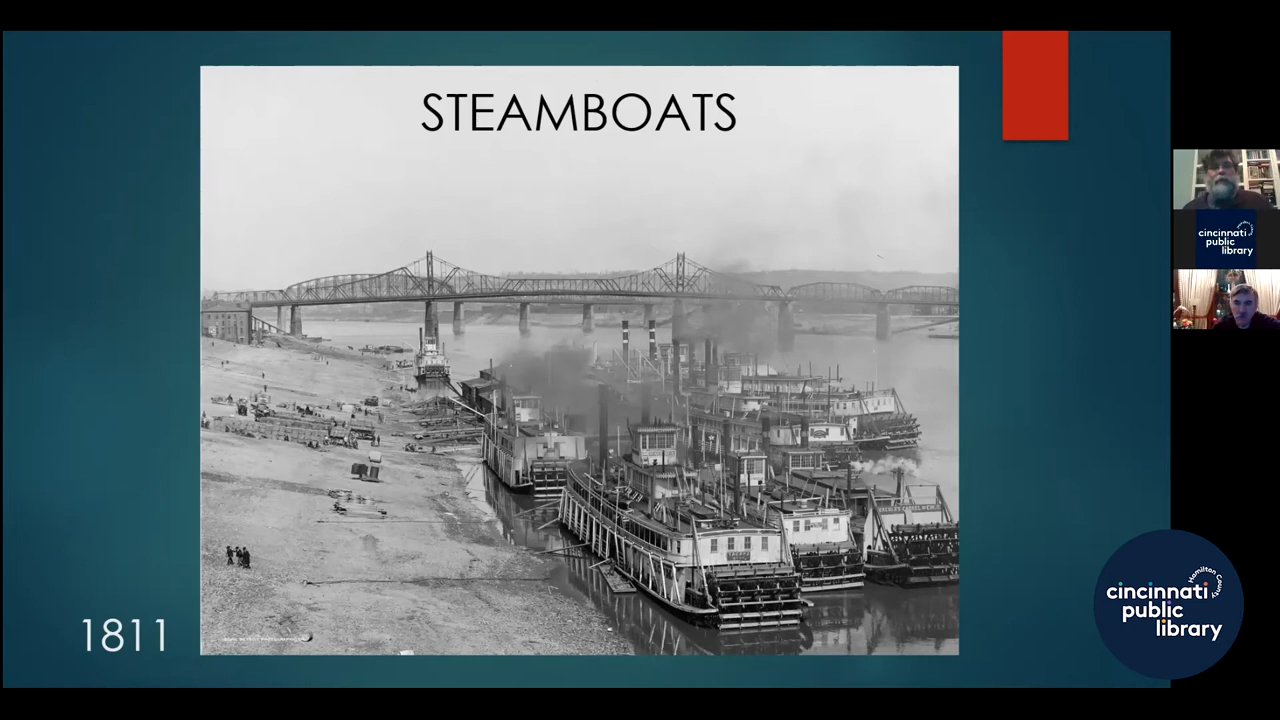 STEAMBOATS
1811
cincinnati
public
library
Hamilton County
cincinnati
public
library